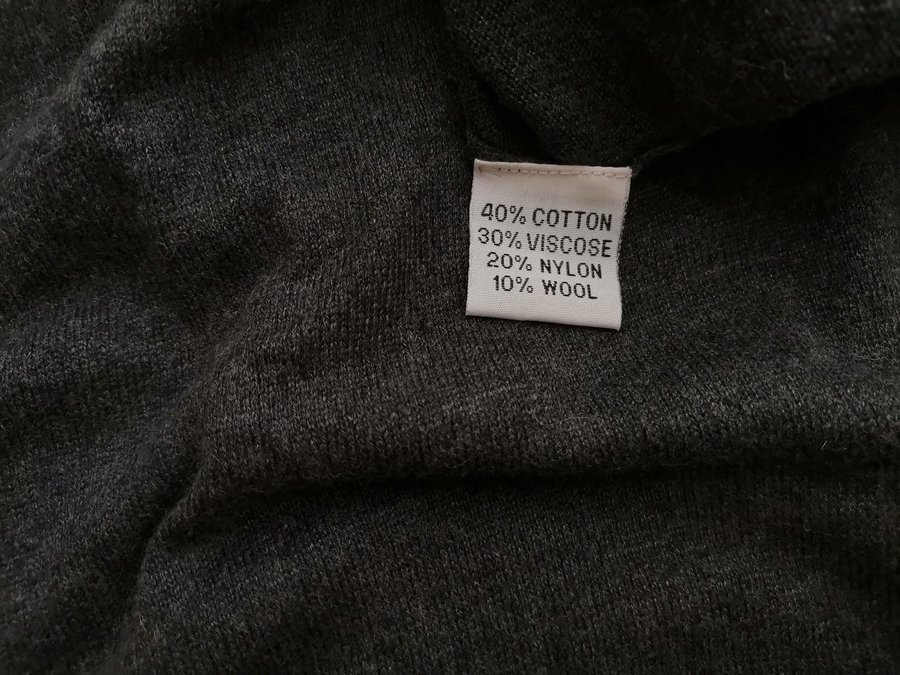 40% COTTON
30% VISCOSE
20% NYLON
10% WOOL